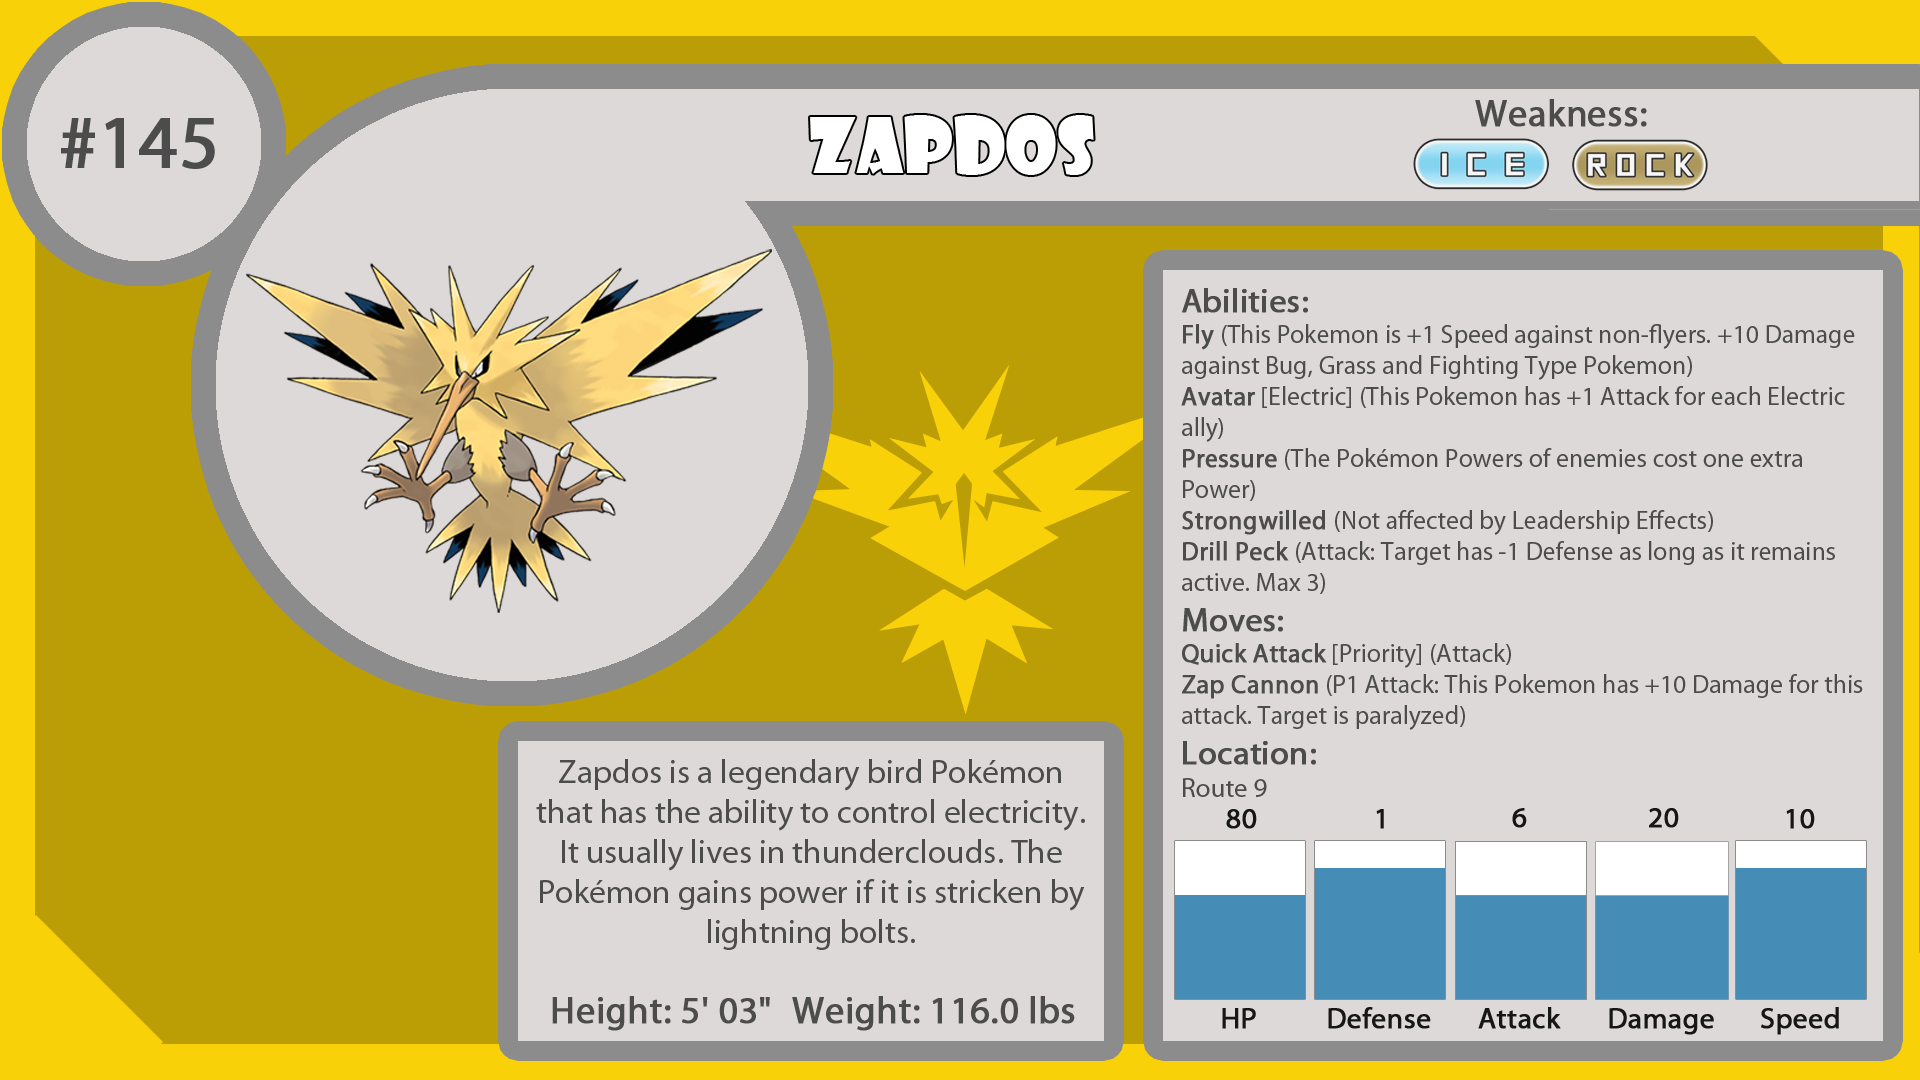 #145
ZAPDOS
Weakness:
ICE ROCK
Abilities:
Fly (This Pokemon is +1 Speed against non-flyers. +10 Damage
against Bug, Grass and Fighting Type Pokemon)
Avatar [Electric] (This Pokemon has +1 Attack for each Electric
ally)
Pressure (The Pokémon Powers of enemies cost one extra
Power)
Strongwilled (Not affected by Leadership Effects)
Drill Peck (Attack: Target has -1 Defense as long as it remains
active. Max 3)
Moves:
Quick Attack [Priority] (Attack)
Zap Cannon (P1 Attack: This Pokemon has +10 Damage for this
attack. Target is paralyzed)
Location:
Route 9
80 1 6 20 10
HP Defense Attack Damage Speed
Zapdos is a legendary bird Pokémon
that has the ability to control electricity.
It usually lives in thunderclouds. The
Pokémon gains power if it is stricken by
lightning bolts.
Height: 5' 03" Weight: 116.0 lbs